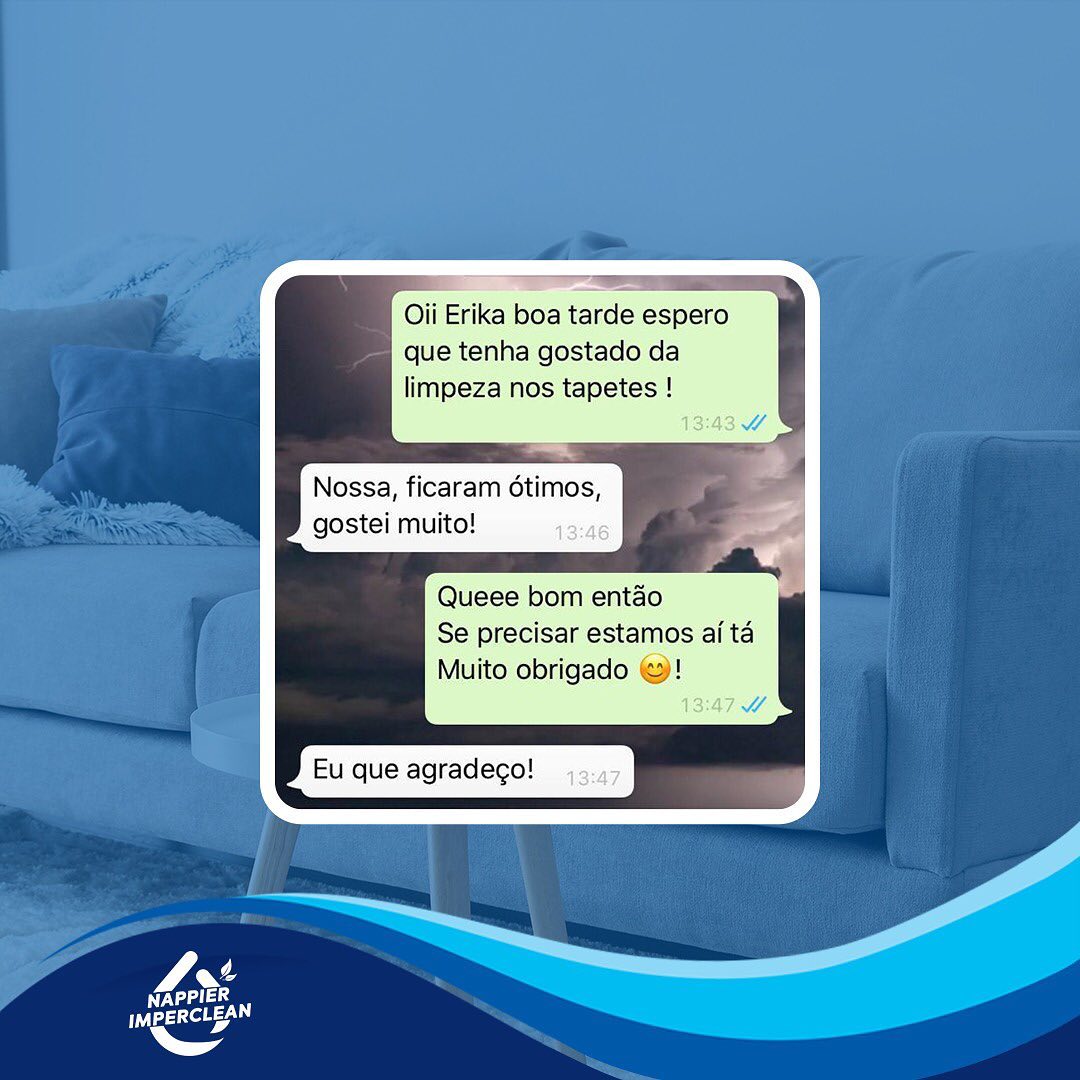 Oii Erika boa tarde espero
que tenha gostado da
limpeza nos tapetes !
13:43
Nossa, ficaram ótimos,
gostei muito!
13:46
Queee bom então
Se precisar estamos aí tá
Muito obrigado 😊!
13:47
Eu que agradeço!
13:47
NAPPIER
IMPERCLEAN